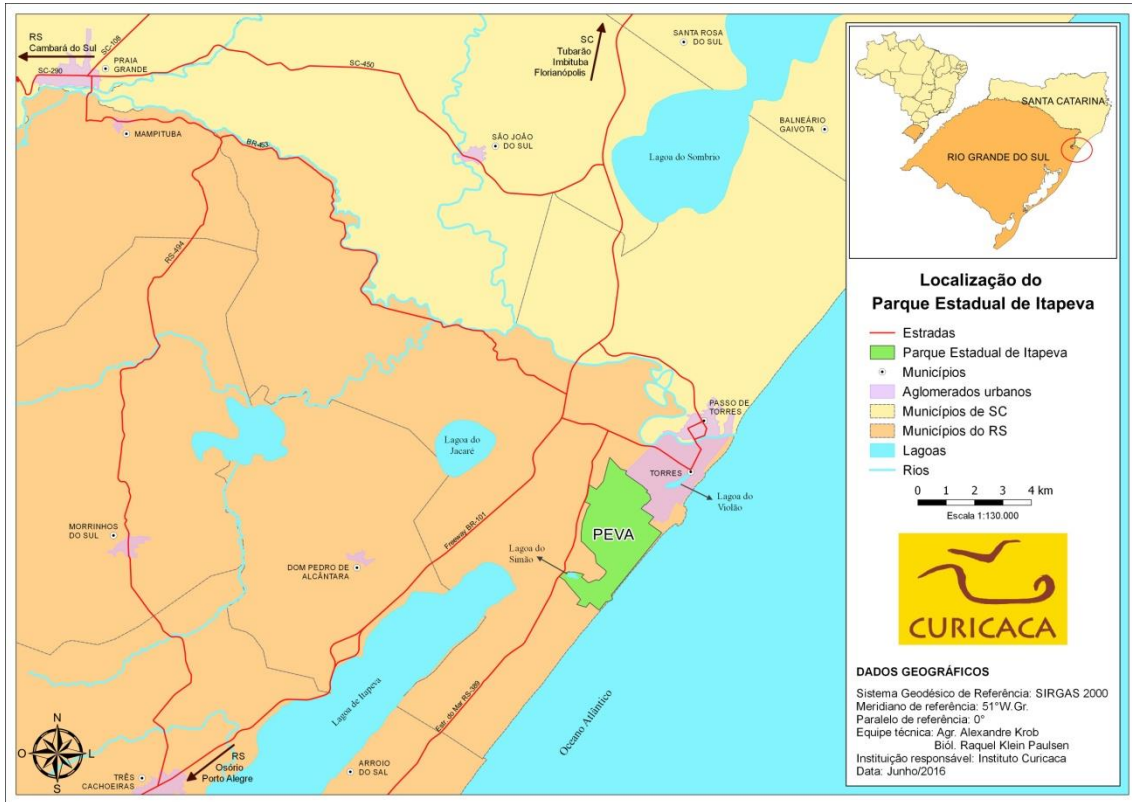 RS
Cambará do Sul
SC-108
SC-290
PRAIA
GRANDE
SC-450
SC
Tubarão
Imbituba
Florianópolis
SANTA ROSA
DO SUL
MAMPITUBA
BR-453
SÃO JOÃO
DO SUL
Lagoa do Sombrio
BALNEÁRIO
GAIVOTA
RS-494
PASSO DE
TORRES
Lagoa do
Jacaré
TORRES
Lagoa do
Violão
PEVA
Freeway BR-101
MORRINHOS
DO SUL
DOM PEDRO DE
ALCÂNTARA
Lagoa do
Simão
Lagoa de Itapeva
Estr. do Mar RS-389
Oceano Atlântico
N
O
L
S
TRÊS
CACHOEIRAS
RS
Osório
Porto Alegre
ARROIO
DO SAL
SANTA CATARINA
RIO GRANDE DO SUL
Localização do
Parque Estadual de Itapeva
Estradas
Parque Estadual de Itapeva
Municípios
Aglomerados urbanos
Municípios de SC
Municípios do RS
Lagoas
Rios
0 1 2 3 4 km
Escala 1:130.000
CURICACA
DADOS GEOGRÁFICOS
Sistema Geodésico de Referência: SIRGAS 2000
Meridiano de referência: 51°W.Gr.
Paralelo de referência: 0°
Equipe técnica: Agr. Alexandre Krob
Biól. Raquel Klein Paulsen
Instituição responsável: Instituto Curicaca
Data: Junho/2016